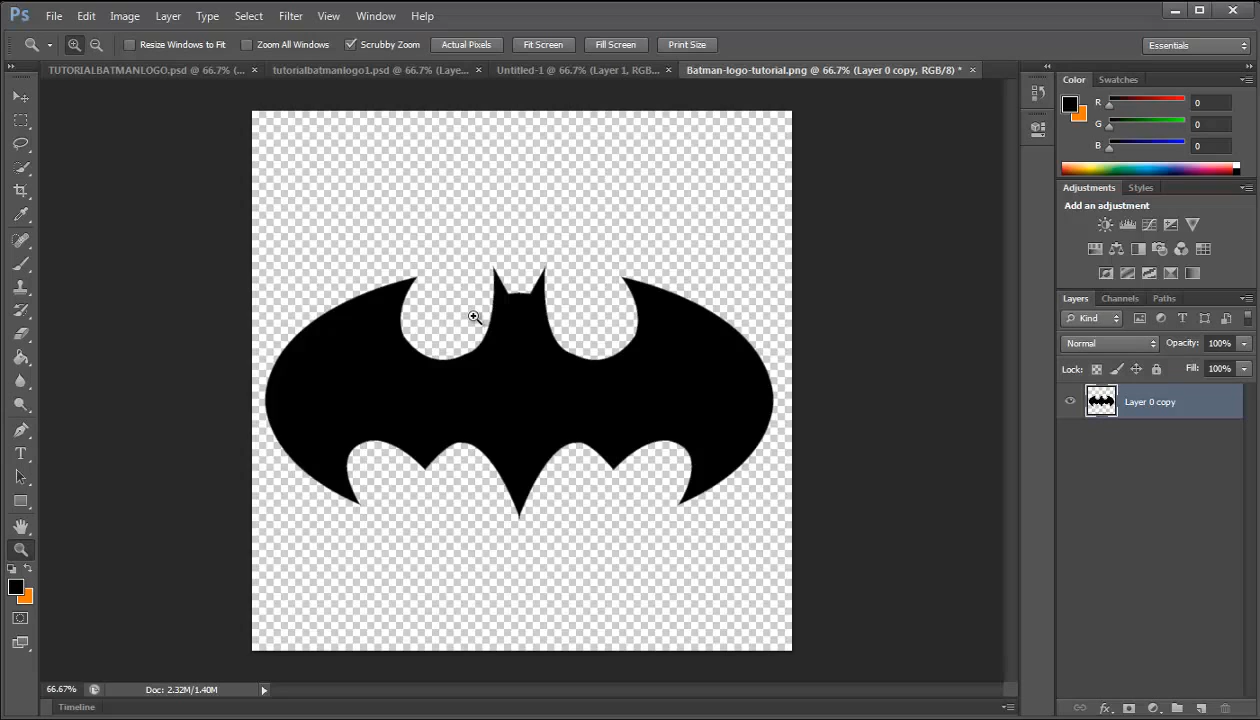 Ps File Edit Image Layer Type Select Filter View Window Help
Resize Windows to Fit Zoom All Windows Scrubby Zoom Actual Pixels Fit Screen Fill Screen Print Size Essentials
TUTORIALBATMANLOGO.psd @ 66.7% (... × tutorialbatmanlogo1.psd @ 66.7% (Laye... × Untitled-1 @ 66.7% (Layer 1, RGB... × Batman-logo-tutorial.png @ 66.7% (Layer 0 copy, RGB/8) * ×
Color Swatches
R 0
G 0
B 0
Adjustments Styles
Add an adjustment
Layers Channels Paths
Kind
Normal Opacity: 100%
Lock: Fill: 100%
Layer 0 copy
66.67% Doc: 2.32M/1.40M
Timeline